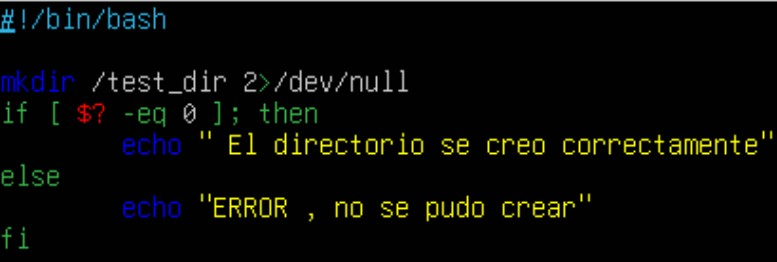 #!/bin/bash
mkdir /test_dir 2>/dev/null
if [ $? -eq 0 ]; then
echo " El directorio se creo correctamente"
else
echo "ERROR , no se pudo crear"
fi